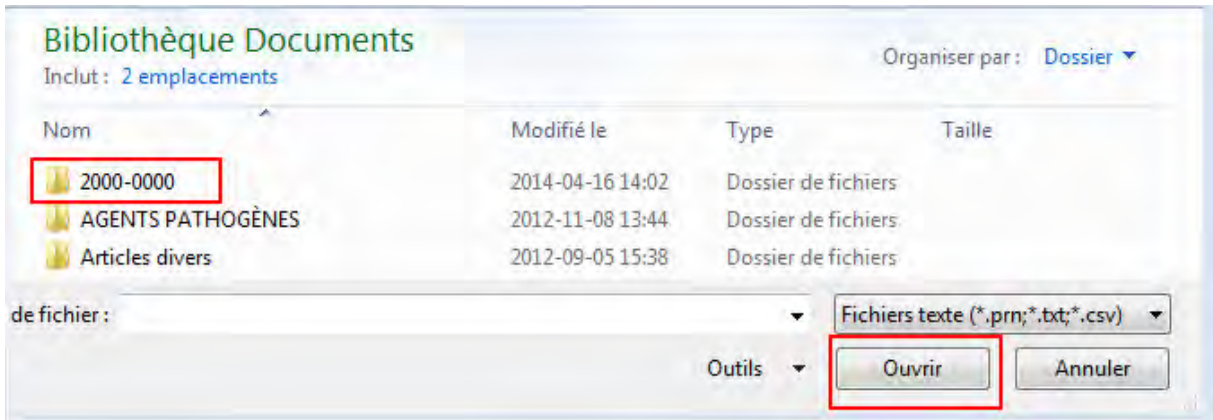 Bibliothèque Documents
Inclut : 2 emplacements
Organiser par : Dossier
Nom Modifié le Type Taille
2000-0000 2014-04-16 14:02 Dossier de fichiers
AGENTS PATHOGÈNES 2012-11-08 13:44 Dossier de fichiers
Articles divers 2012-09-05 15:38 Dossier de fichiers
de fichier : Fichiers texte (*.prn;*.txt;*.csv)
Outils Ouvrir Annuler